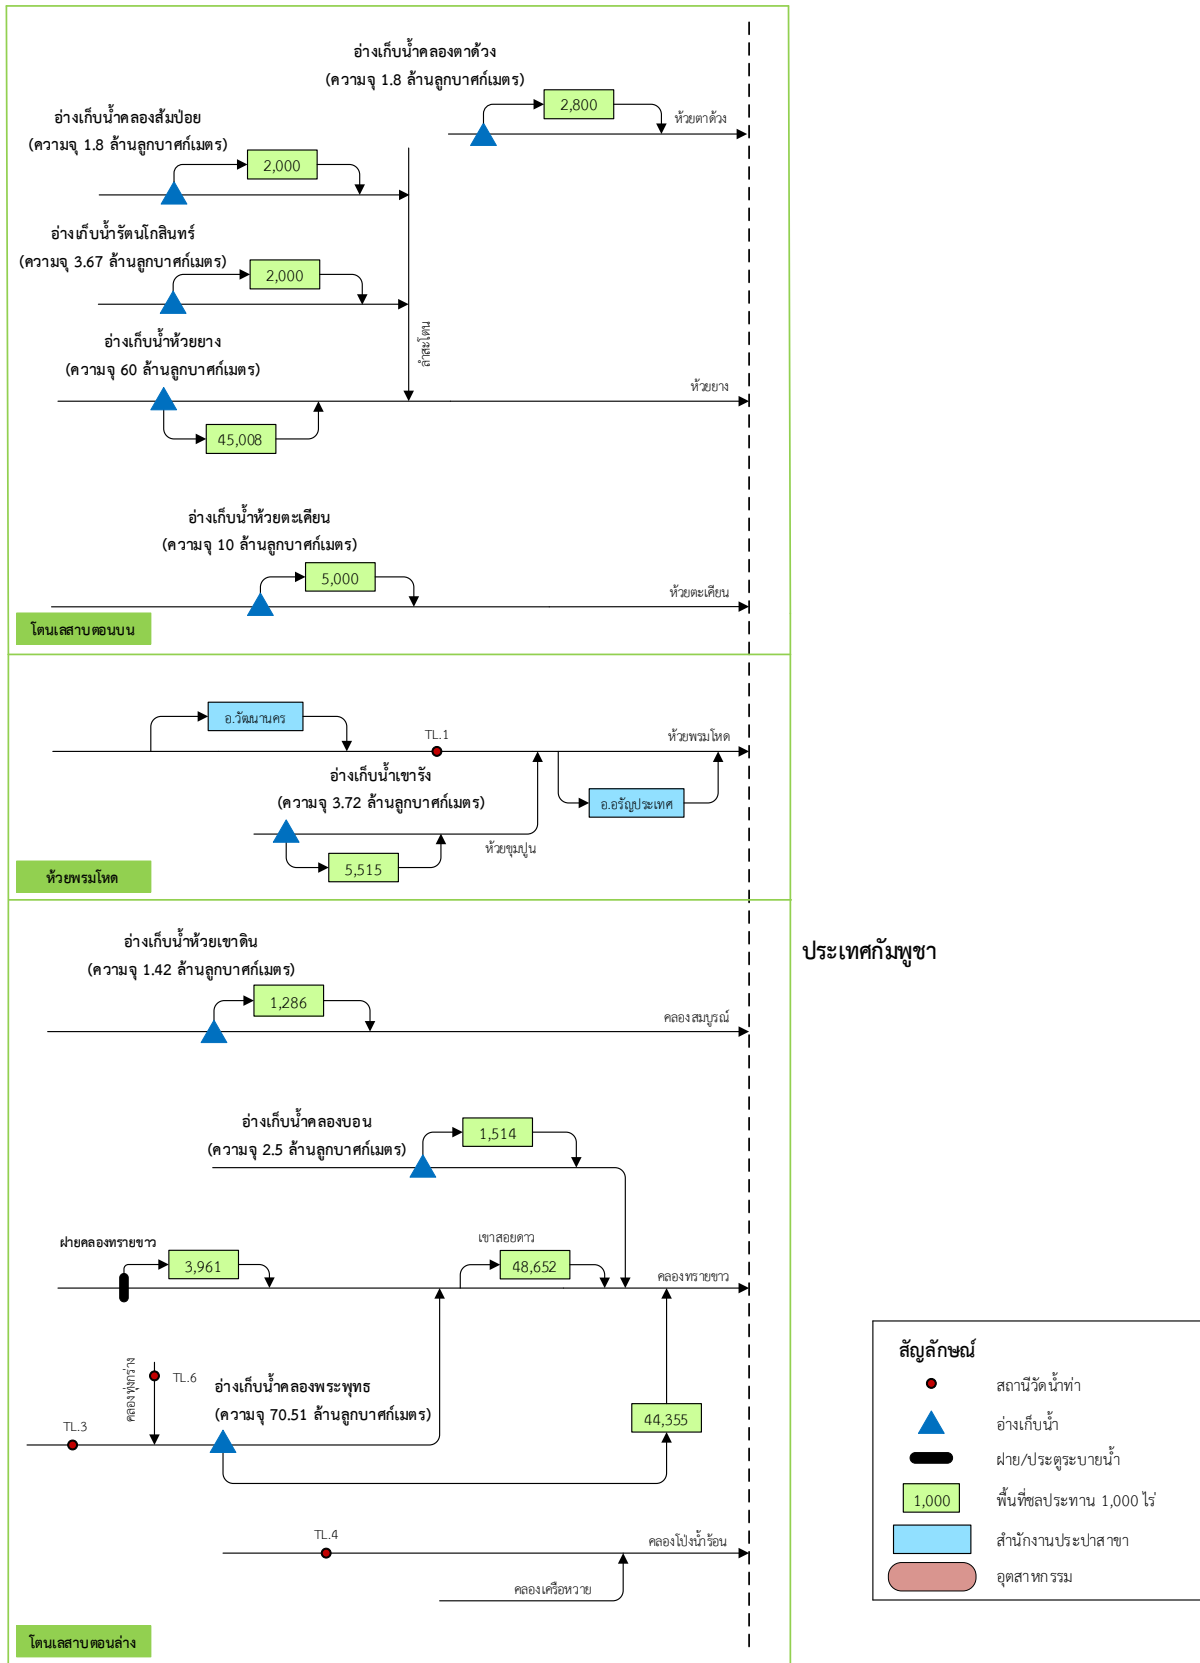 อ่างเก็บน้ำคลองตาด้วง
(ความจุ 1.8 ล้านลูกบาศก์เมตร)
2,800
ห้วยตาด้วง
อ่างเก็บน้ำคลองส้มป่อย
(ความจุ 1.8 ล้านลูกบาศก์เมตร)
2,000
อ่างเก็บน้ำรัตนโกสินทร์
(ความจุ 3.67 ล้านลูกบาศก์เมตร)
2,000
ลำสะโตน
อ่างเก็บน้ำห้วยยาง
(ความจุ 60 ล้านลูกบาศก์เมตร)
ห้วยยาง
45,008
อ่างเก็บน้ำห้วยตะเคียน
(ความจุ 10 ล้านลูกบาศก์เมตร)
5,000
ห้วยตะเคียน
โตนเลสาบตอนบน
อ.วัฒนานคร
TL.1
ห้วยพรมโหด
อ่างเก็บน้ำเขารัง
(ความจุ 3.72 ล้านลูกบาศก์เมตร)
อ.อรัญประเทศ
ห้วยชุมปูน
5,515
ห้วยพรมโหด
อ่างเก็บน้ำห้วยเขาดิน
(ความจุ 1.42 ล้านลูกบาศก์เมตร)
1,286
คลองสมบูรณ์
ประเทศกัมพูชา
อ่างเก็บน้ำคลองบอน
(ความจุ 2.5 ล้านลูกบาศก์เมตร)
1,514
ฝายคลองทรายขาว
3,961
เขาสอยดาว
48,652
คลองทรายขาว
คลองทุ่งกร่าง
TL.6
TL.3
อ่างเก็บน้ำคลองพระพุทธ
(ความจุ 70.51 ล้านลูกบาศก์เมตร)
44,355
TL.4
คลองโป่งน้ำร้อน
คลองเครือหวาย
โตนเลสาบตอนล่าง
สัญลักษณ์
สถานีวัดน้ำท่า
อ่างเก็บน้ำ
ฝาย/ประตูระบายน้ำ
1,000
พื้นที่ชลประทาน 1,000 ไร่
สำนักงานประปาสาขา
อุตสาหกรรม